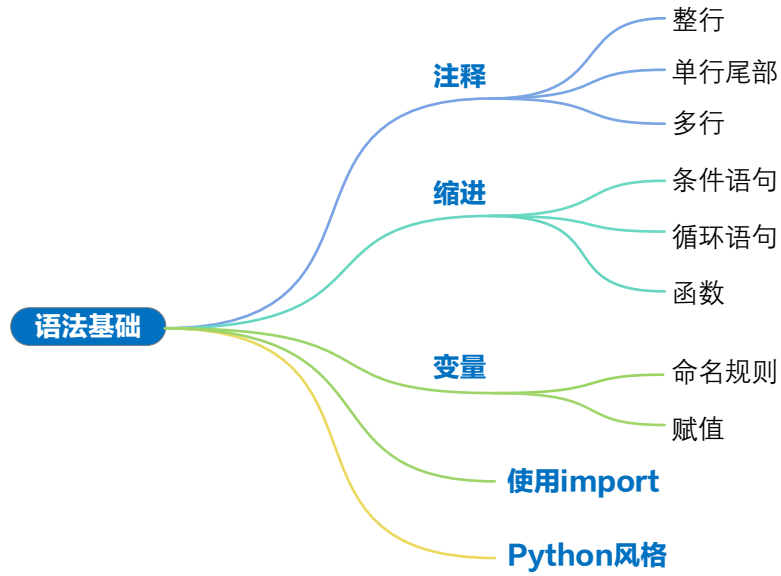 语法基础
注释
整行
单行尾部
多行
缩进
条件语句
循环语句
函数
变量
命名规则
赋值
使用import
Python风格